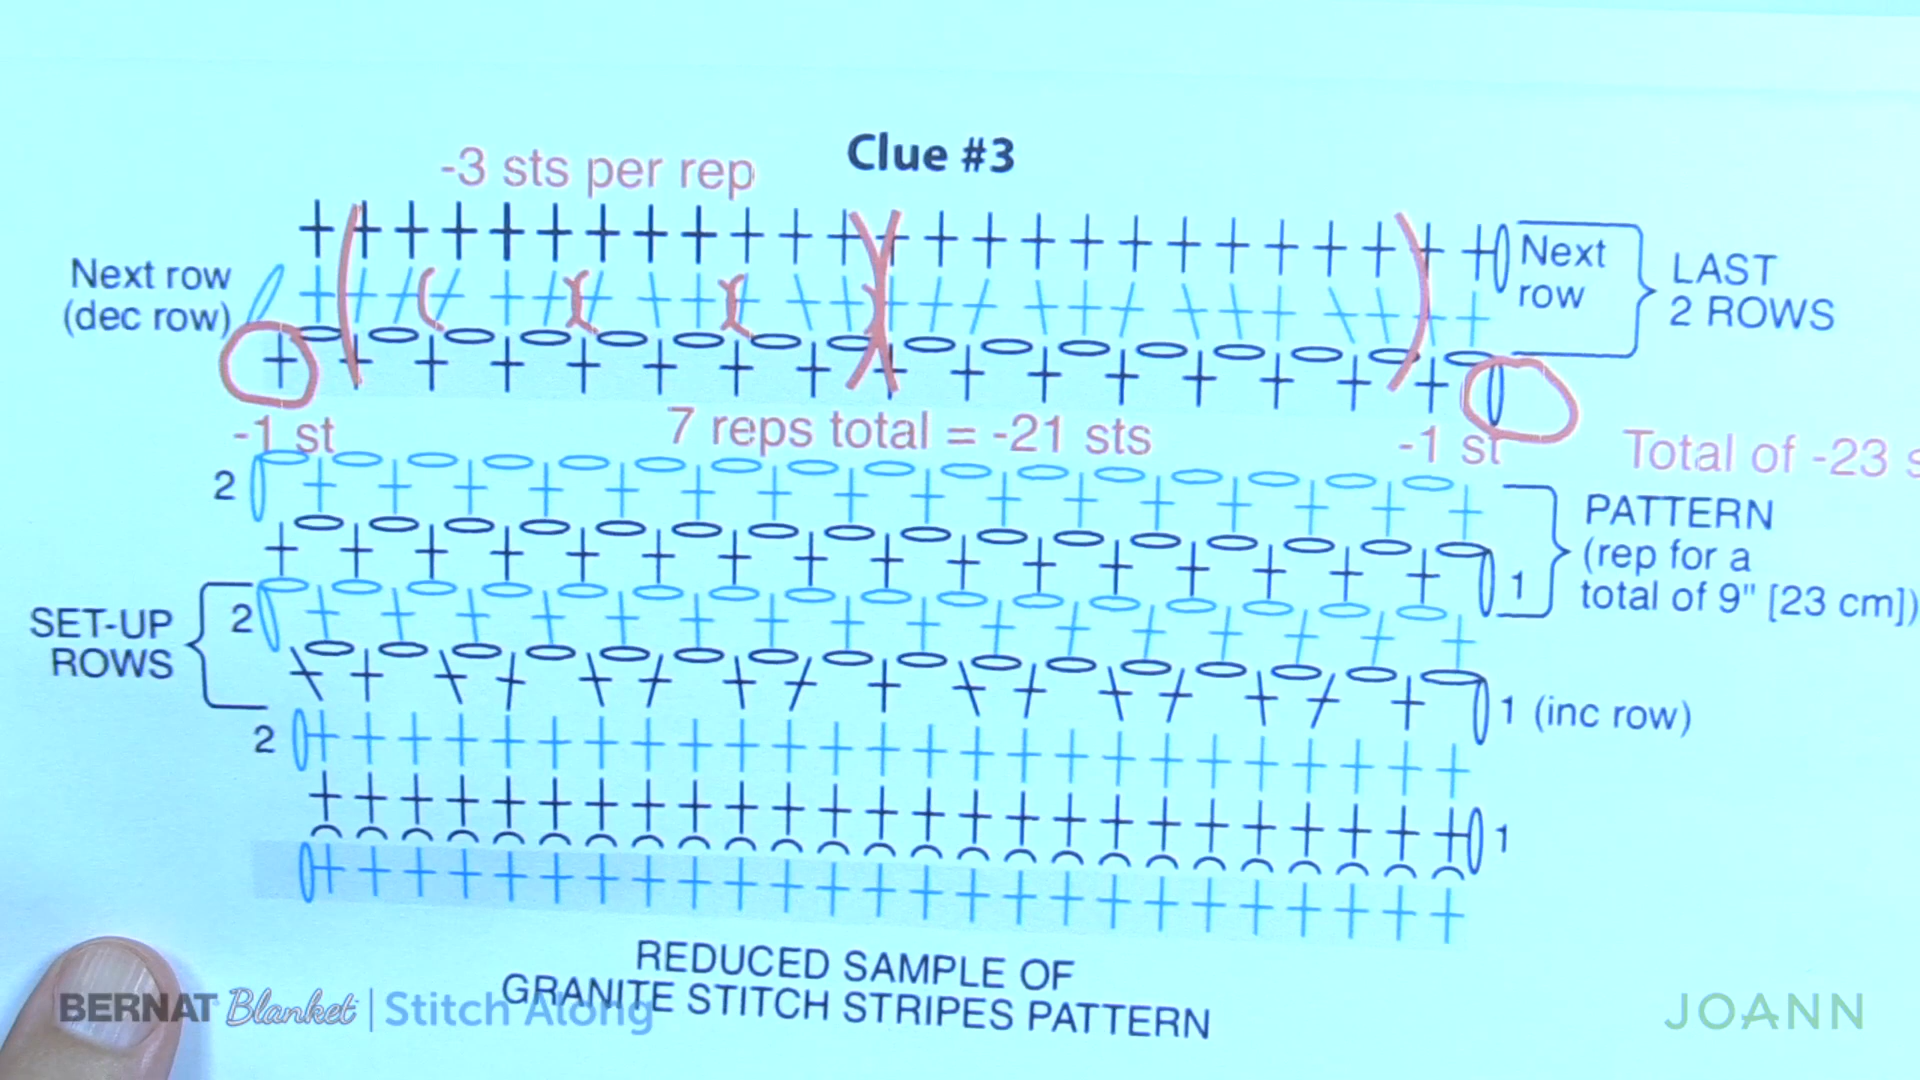 Clue #3
-3 sts per rep
Next row
(dec row)
Next
row
LAST
2 ROWS
-1 st
7 reps total = -21 sts
-1 st
Total of -23 s
2
PATTERN
(rep for a
total of 9" [23 cm])
1
SET-UP
ROWS
2
1 (inc row)
2
1
REDUCED SAMPLE OF
GRANITE STITCH STRIPES PATTERN
BERNAT Blanket | Stitch Along
JOANN